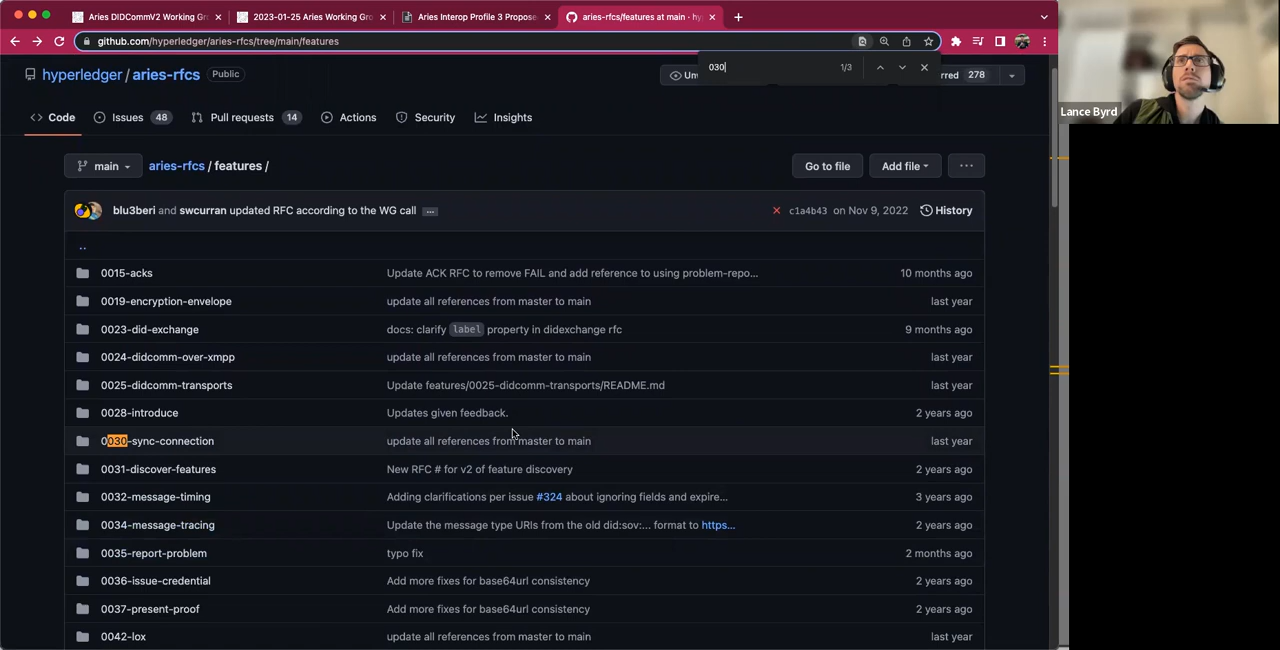 Aries DIDCommV2 Working Gro
2023-01-25 Aries Working Gro
Aries Interop Profile 3 Propose
aries-rfcs/features at main · hy
github.com/hyperledger/aries-rfcs/tree/main/features
030
1/3
hyperledger / aries-rfcs
Public
278
Code
Issues 48
Pull requests 14
Actions
Security
Insights
main
aries-rfcs / features /
Go to file
Add file
blu3beri and swcurran updated RFC according to the WG call
c1a4b43 on Nov 9, 2022
History
..
0015-acks Update ACK RFC to remove FAIL and add reference to using problem-repo... 10 months ago
0019-encryption-envelope update all references from master to main last year
0023-did-exchange docs: clarify label property in didexchange rfc 9 months ago
0024-didcomm-over-xmpp update all references from master to main last year
0025-didcomm-transports Update features/0025-didcomm-transports/README.md last year
0028-introduce Updates given feedback. 2 years ago
0030-sync-connection update all references from master to main last year
0031-discover-features New RFC # for v2 of feature discovery 2 years ago
0032-message-timing Adding clarifications per issue #324 about ignoring fields and expire... 3 years ago
0034-message-tracing Update the message type URIs from the old did:sov:... format to https... 2 years ago
0035-report-problem typo fix 2 months ago
0036-issue-credential Add more fixes for base64url consistency 2 years ago
0037-present-proof Add more fixes for base64url consistency 2 years ago
0042-lox update all references from master to main last year
Lance Byrd